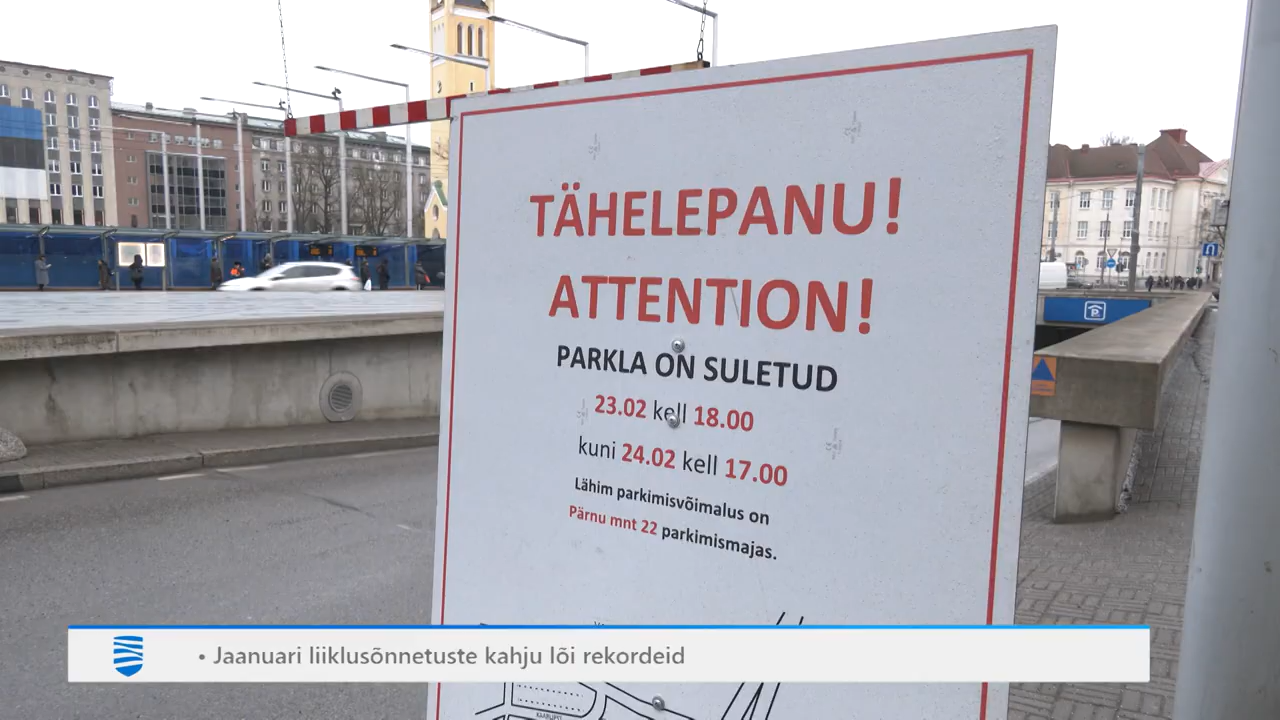 TÄHELEPANU!
ATTENTION!
PARKLA ON SULETUD
23.02 kell 18.00
kuni 24.02 kell 17.00
Lähim parkimisvõimalus on
Pärnu mnt 22 parkimismajas.
P
• Jaanuari liiklusõnnetuste kahju lõi rekordeid